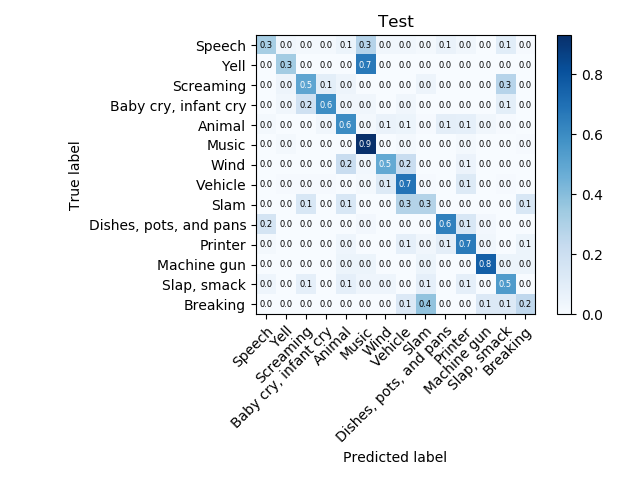 Test
Speech 0.3 0.0 0.0 0.0 0.1 0.3 0.0 0.0 0.0 0.1 0.0 0.0 0.1 0.0
Yell 0.0 0.3 0.0 0.0 0.0 0.7 0.0 0.0 0.0 0.0 0.0 0.0 0.0 0.0
Screaming 0.0 0.0 0.5 0.1 0.0 0.0 0.0 0.0 0.0 0.0 0.0 0.0 0.3 0.0
Baby cry, infant cry 0.0 0.0 0.2 0.6 0.0 0.0 0.0 0.0 0.0 0.0 0.0 0.0 0.1 0.0
Animal 0.0 0.0 0.0 0.0 0.6 0.0 0.1 0.1 0.0 0.1 0.1 0.0 0.0 0.0
Music 0.0 0.0 0.0 0.0 0.0 0.9 0.0 0.0 0.0 0.0 0.0 0.0 0.0 0.0
Wind 0.0 0.0 0.0 0.0 0.2 0.0 0.5 0.2 0.0 0.0 0.1 0.0 0.0 0.0
Vehicle 0.0 0.0 0.0 0.0 0.0 0.0 0.1 0.7 0.0 0.0 0.1 0.0 0.0 0.0
Slam 0.0 0.0 0.1 0.0 0.1 0.0 0.0 0.3 0.3 0.0 0.0 0.0 0.0 0.1
Dishes, pots, and pans 0.2 0.0 0.0 0.0 0.0 0.0 0.0 0.0 0.0 0.6 0.1 0.0 0.0 0.0
Printer 0.0 0.0 0.0 0.0 0.0 0.0 0.0 0.1 0.0 0.1 0.7 0.0 0.0 0.1
Machine gun 0.0 0.0 0.0 0.0 0.0 0.0 0.0 0.0 0.0 0.0 0.0 0.8 0.0 0.0
Slap, smack 0.0 0.0 0.1 0.0 0.1 0.0 0.0 0.0 0.1 0.0 0.1 0.0 0.5 0.0
Breaking 0.0 0.0 0.0 0.0 0.0 0.0 0.0 0.1 0.4 0.0 0.0 0.1 0.1 0.2
True label
Speech
Yell
Screaming
Baby cry, infant cry
Animal
Music
Wind
Vehicle
Slam
Dishes, pots, and pans
Printer
Machine gun
Slap, smack
Breaking
Predicted label
0.8
0.6
0.4
0.2
0.0